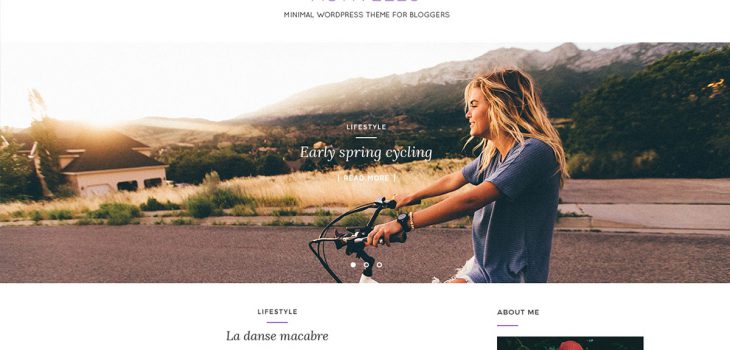 MINIMAL WORDPRESS THEME FOR BLOGGERS
LIFESTYLE
Early spring cycling
[ READ MORE ]
LIFESTYLE
La danse macabre
ABOUT ME